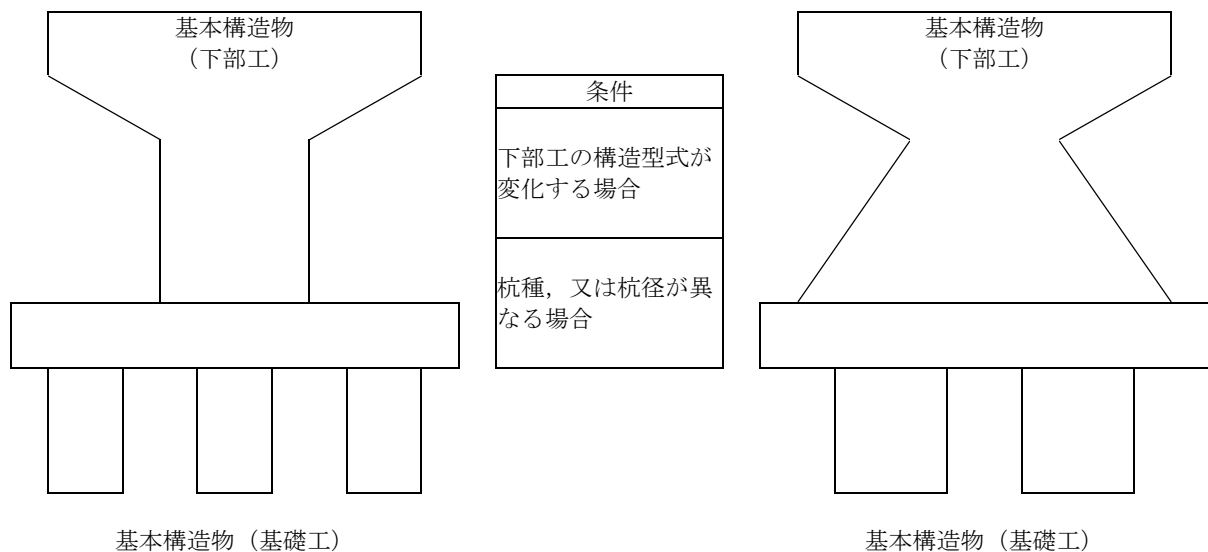 基本構造物
（下部工）
条件
下部工の構造型式が
変化する場合
杭種，又は杭径が異
なる場合
基本構造物（基礎工）
基本構造物
（下部工）
基本構造物（基礎工）